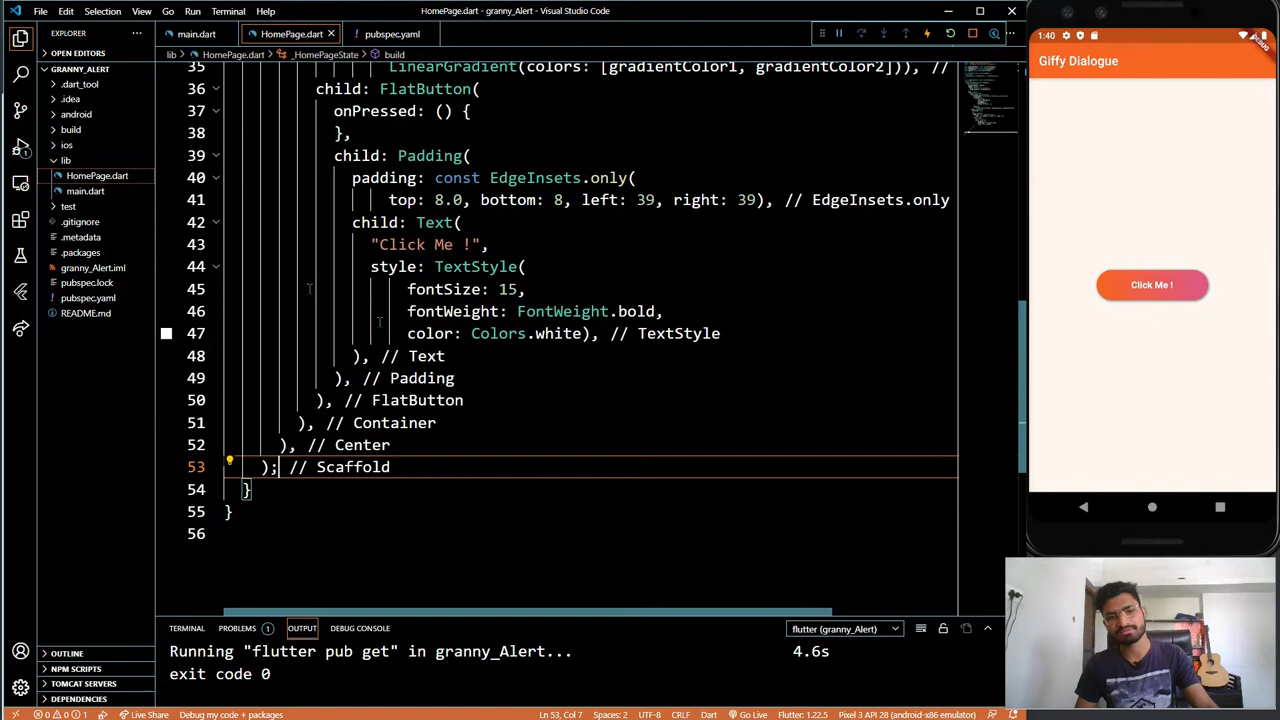 File Edit Selection View Go Run Terminal Help
HomePage.dart - granny_Alert - Visual Studio Code
EXPLORER
OPEN EDITORS
GRANNY_ALERT
.dart_tool
.idea
android
build
ios
lib
HomePage.dart
main.dart
test
.gitignore
.metadata
.packages
granny_Alert.iml
pubspec.lock
pubspec.yaml
README.md
OUTLINE
NPM SCRIPTS
TOMCAT SERVERS
DEPENDENCIES
main.dart HomePage.dart pubspec.yaml
lib > HomePage.dart > _HomePageState > build
35 LinearGradient(colors: [gradientColor1, gradientColor2])), //
36 child: FlatButton(
37 onPressed: () {
38 },
39 child: Padding(
40 padding: const EdgeInsets.only(
41 top: 8.0, bottom: 8, left: 39, right: 39), // EdgeInsets.only
42 child: Text(
43 "Click Me !",
44 style: TextStyle(
45 fontSize: 15,
46 fontWeight: FontWeight.bold,
47 color: Colors.white), // TextStyle
48 ), // Text
49 ), // Padding
50 ), // FlatButton
51 ), // Container
52 ), // Center
53 ); // Scaffold
54 }
55 }
56
TERMINAL PROBLEMS 1 OUTPUT DEBUG CONSOLE
flutter (granny_Alert)
Running "flutter pub get" in granny_Alert... 4.6s
exit code 0
0 0 1 Live Share Debug my code + packages
Ln 53, Col 7 Spaces: 2 UTF-8 CRLF Dart Go Live Flutter: 1.22.5 Pixel 3 API 28 (android-x86 emulator)
1:40
Giffy Dialogue
Click Me !